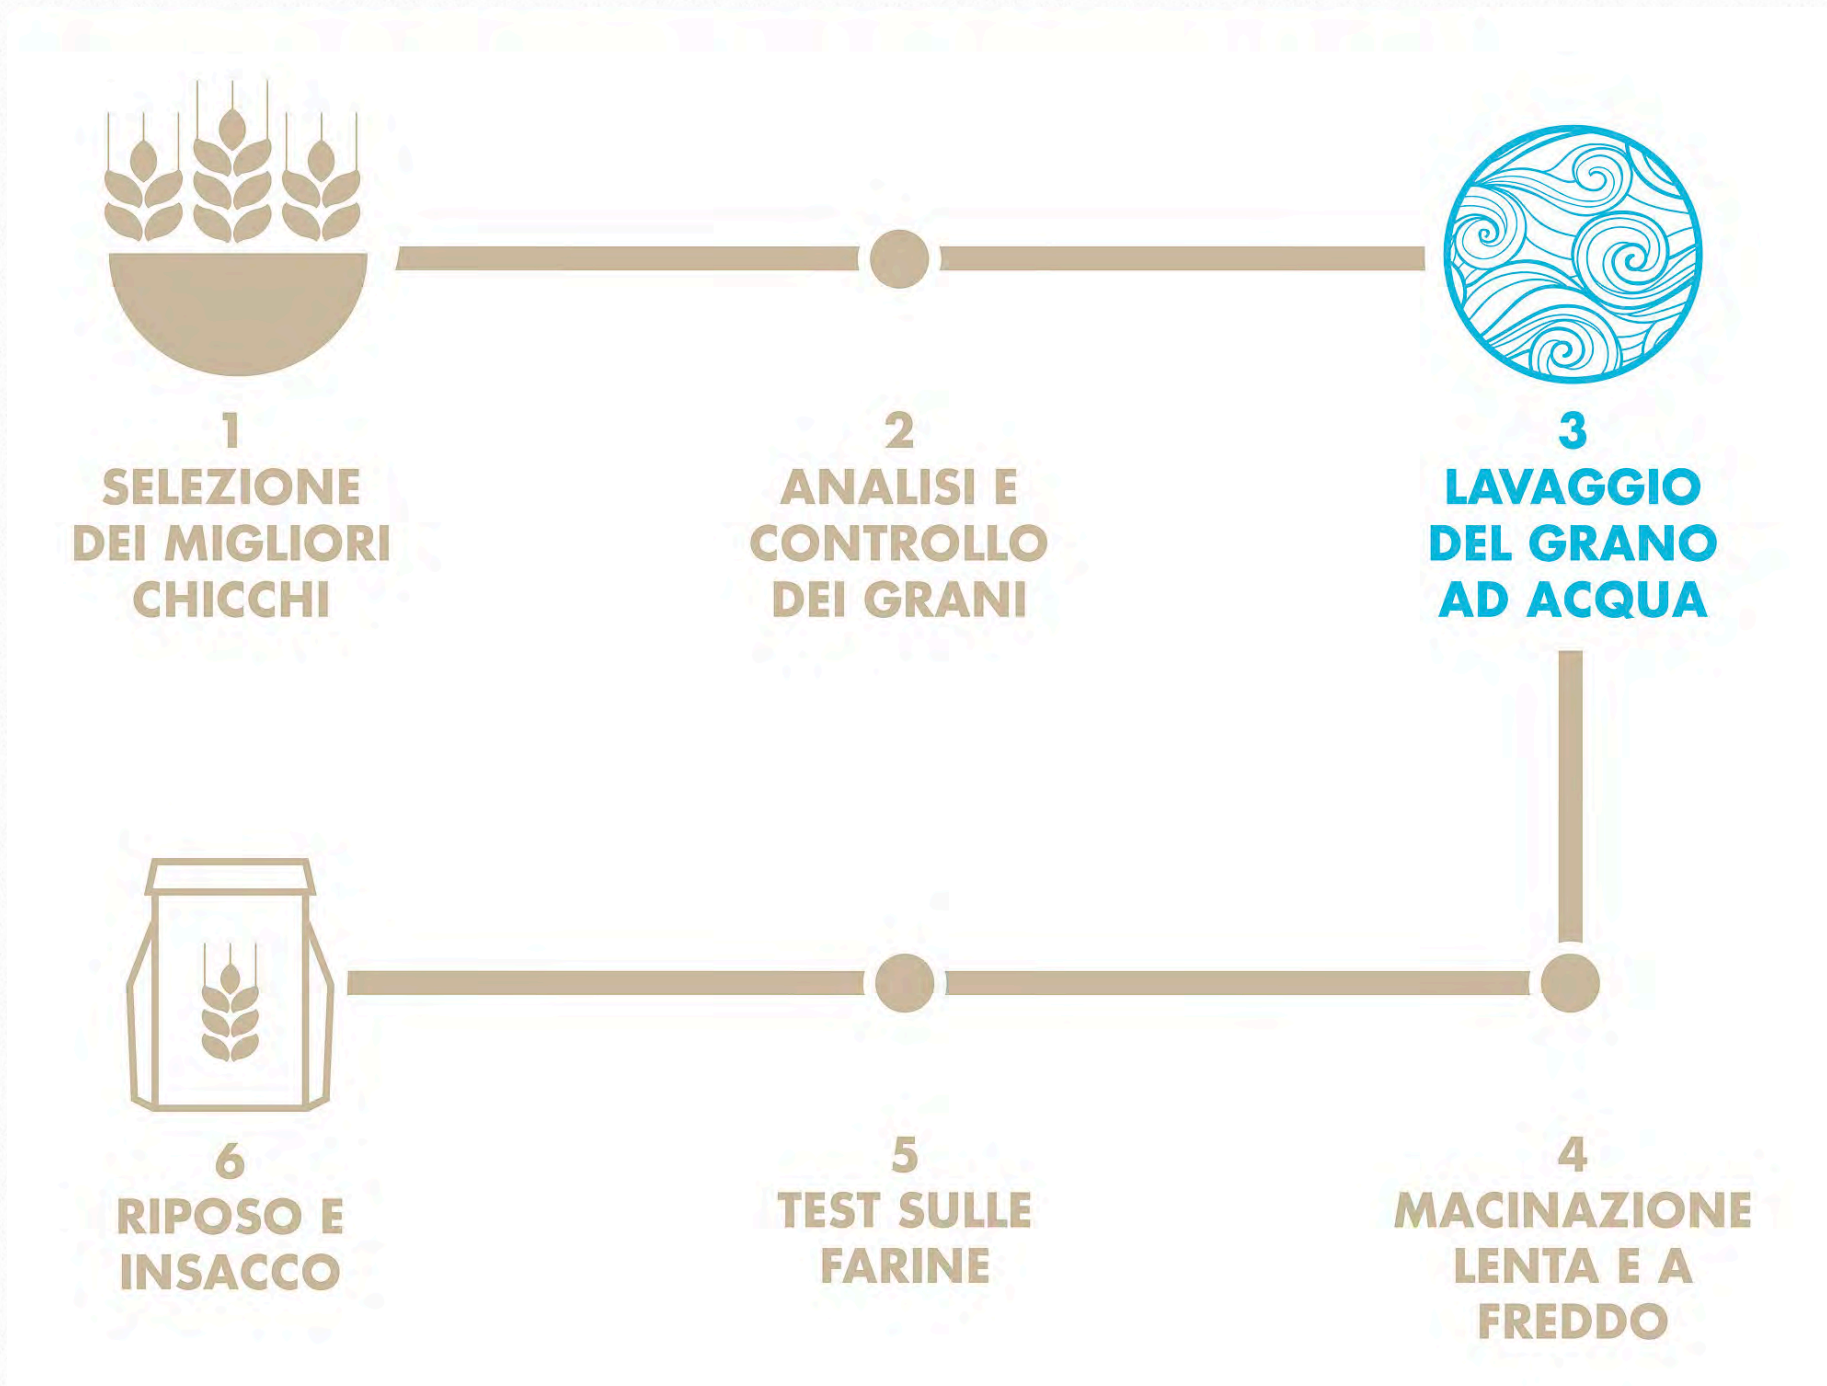 1
SELEZIONE
DEI MIGLIORI
CHICCHI
2
ANALISI E
CONTROLLO
DEI GRANI
3
LAVAGGIO
DEL GRANO
AD ACQUA
4
MACINAZIONE
LENTA E A
FREDDO
5
TEST SULLE
FARINE
6
RIPOSO E
INSACCO